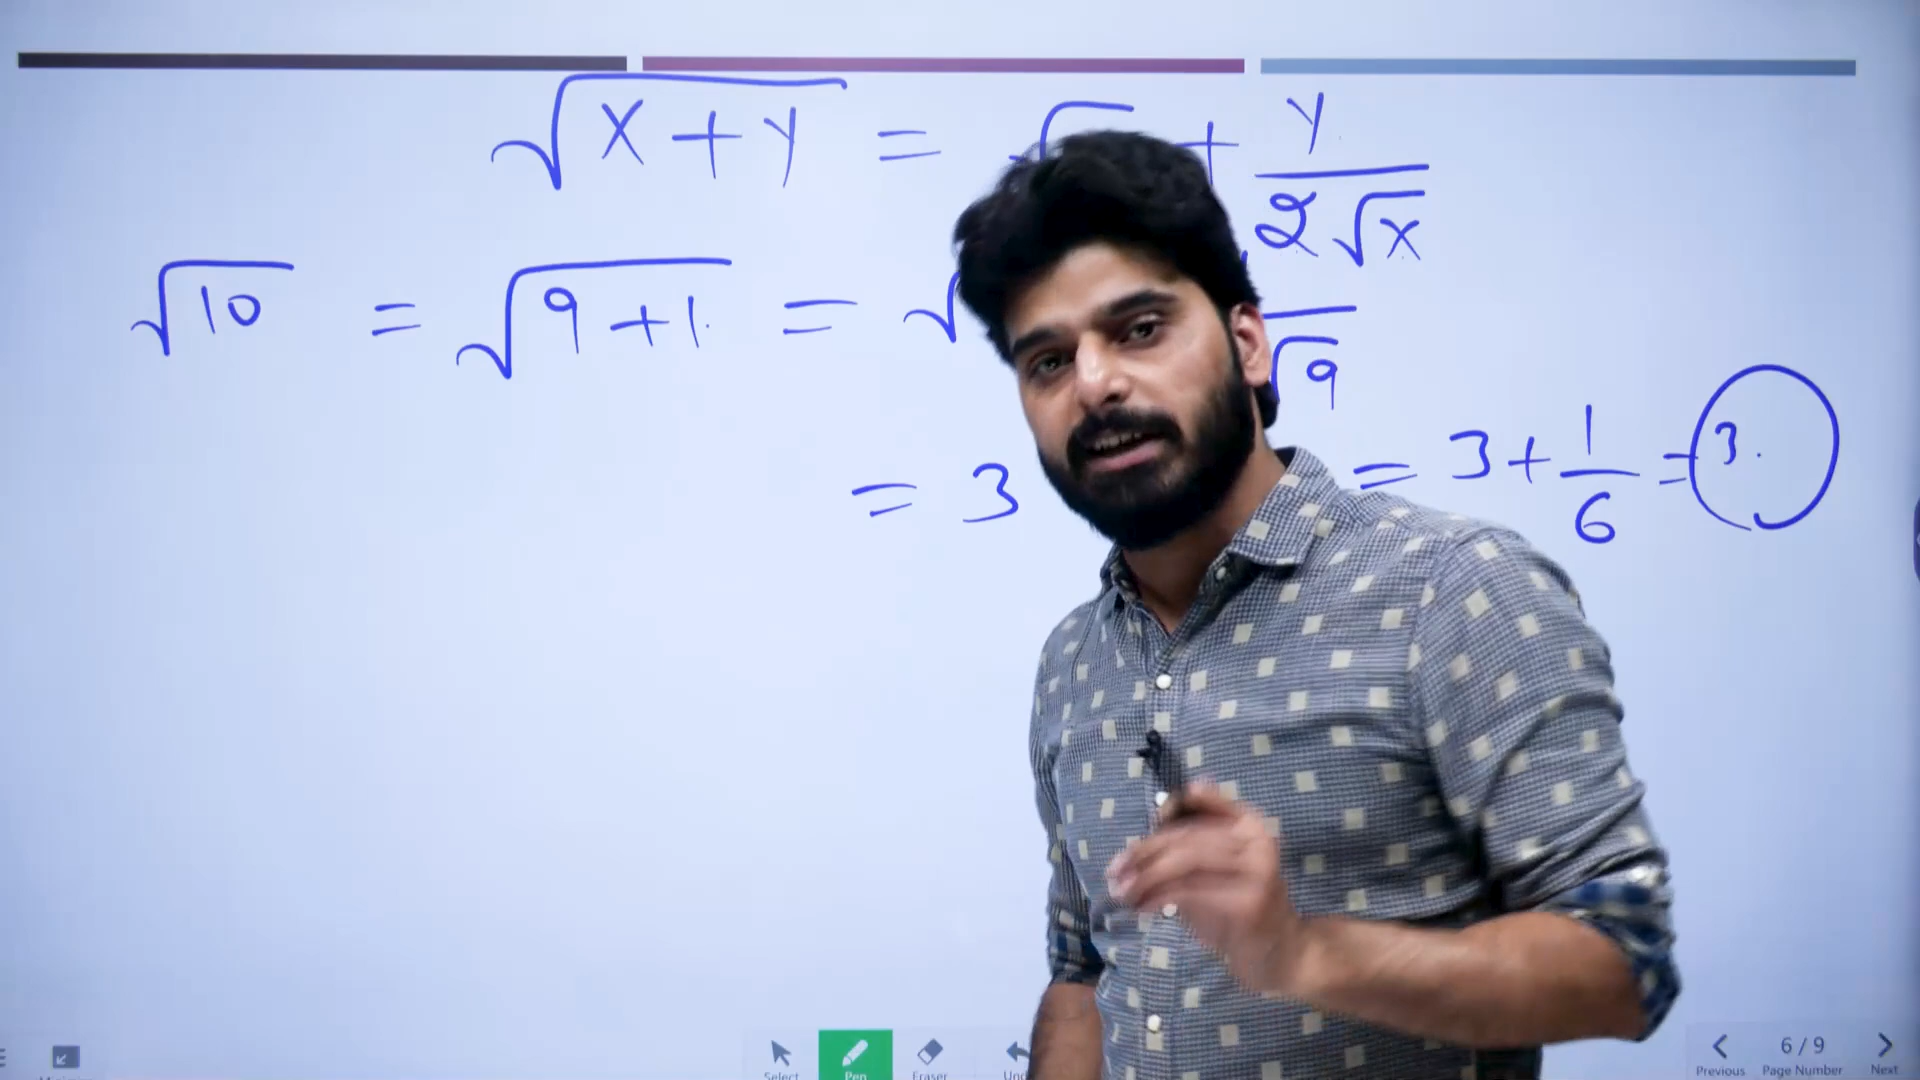 √(x + y) = √ + y / 2√x
√10 = √(9 + 1) = √ √9
= 3 = 3 + 1/6 = 3.
Select Pen Eraser
6 / 9
Previous Page Number Next